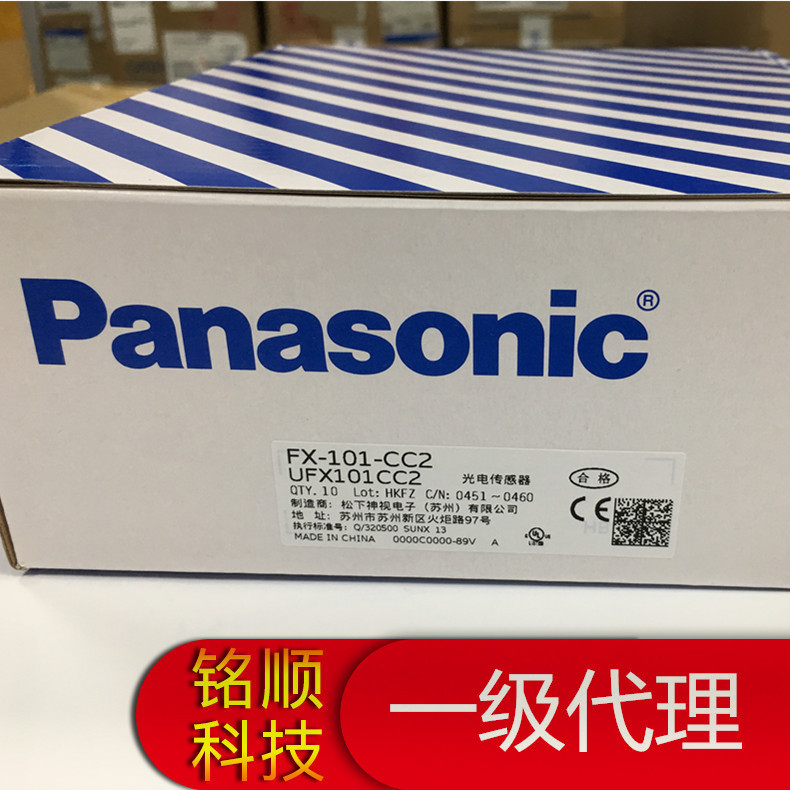 Panasonic®
FX-101-CC2
UFX101CC2 光电传感器 合格
QTY.10 Lot: HKFZ C/N: 0451~0460
制造商: 松下神视电子（苏州）有限公司
地 址: 苏州市苏州新区火炬路97号
执行标准号: Q/320500 SUNX 13
MADE IN CHINA 0000C0000-89V A
CE
UL
铭顺
科技
一级代理